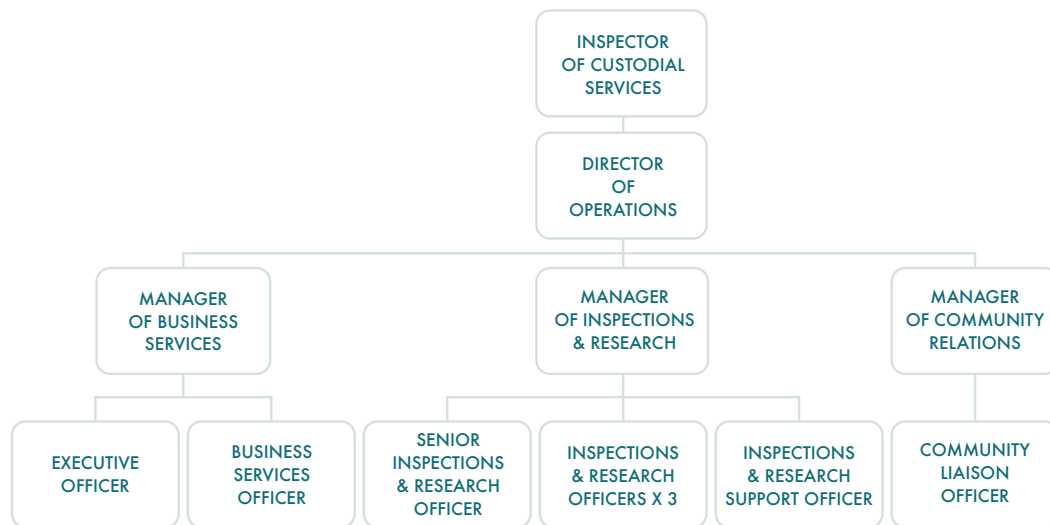 INSPECTOR
OF CUSTODIAL
SERVICES
DIRECTOR
OF
OPERATIONS
MANAGER
OF BUSINESS
SERVICES
MANAGER
OF INSPECTIONS
& RESEARCH
MANAGER
OF COMMUNITY
RELATIONS
EXECUTIVE
OFFICER
BUSINESS
SERVICES
OFFICER
SENIOR
INSPECTIONS
& RESEARCH
OFFICER
INSPECTIONS
& RESEARCH
OFFICERS X 3
INSPECTIONS
& RESEARCH
SUPPORT OFFICER
COMMUNITY
LIAISON
OFFICER